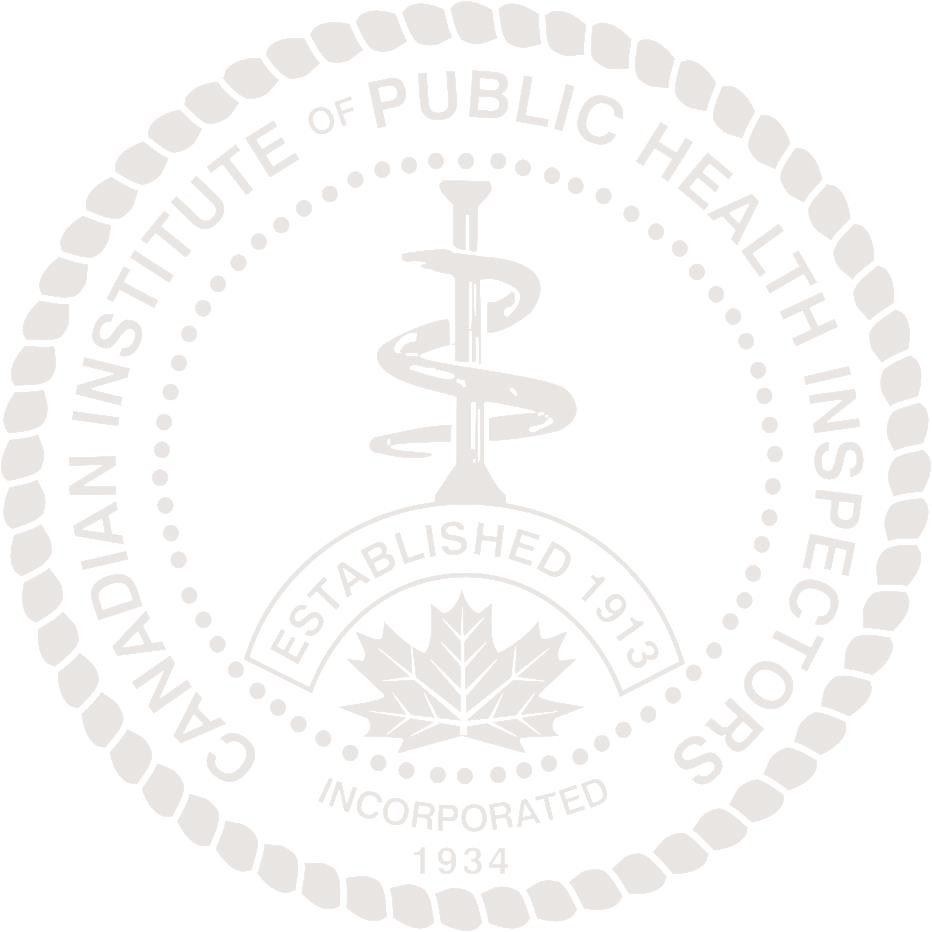 CANADIAN INSTITUTE OF PUBLIC HEALTH INSPECTORS
ESTABLISHED 1913
INCORPORATED
1934